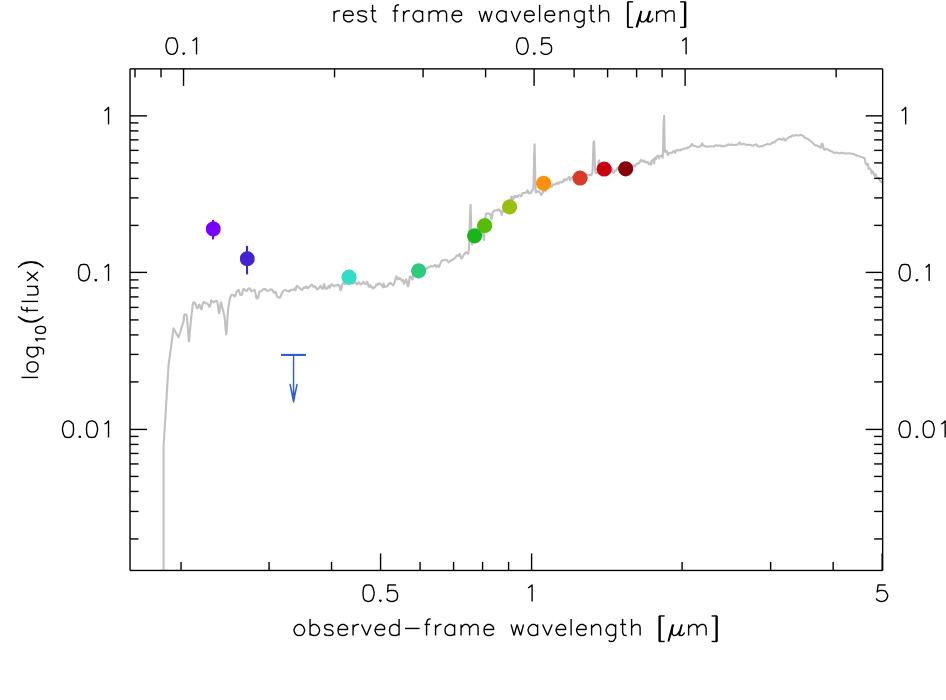 rest frame wavelength [μm]
0.1 0.5 1
1 1
0.1 0.1
0.01 0.01
log10(flux)
0.5 1 5
observed-frame wavelength [μm]